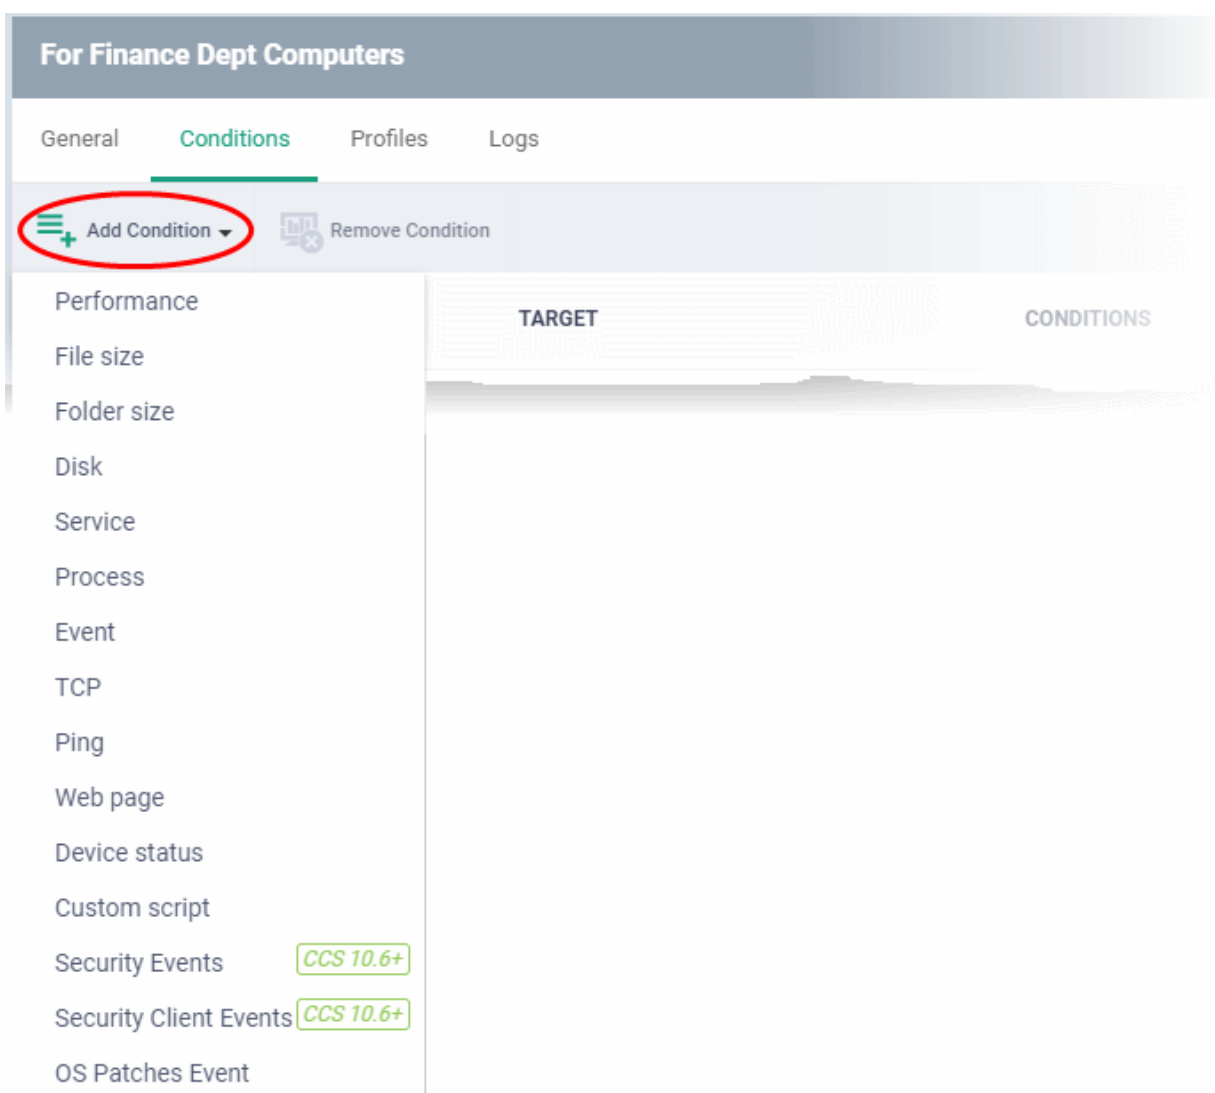 For Finance Dept Computers
General Conditions Profiles Logs
Add Condition Remove Condition
TARGET CONDITIONS
Performance
File size
Folder size
Disk
Service
Process
Event
TCP
Ping
Web page
Device status
Custom script
Security Events CCS 10.6+
Security Client Events CCS 10.6+
OS Patches Event